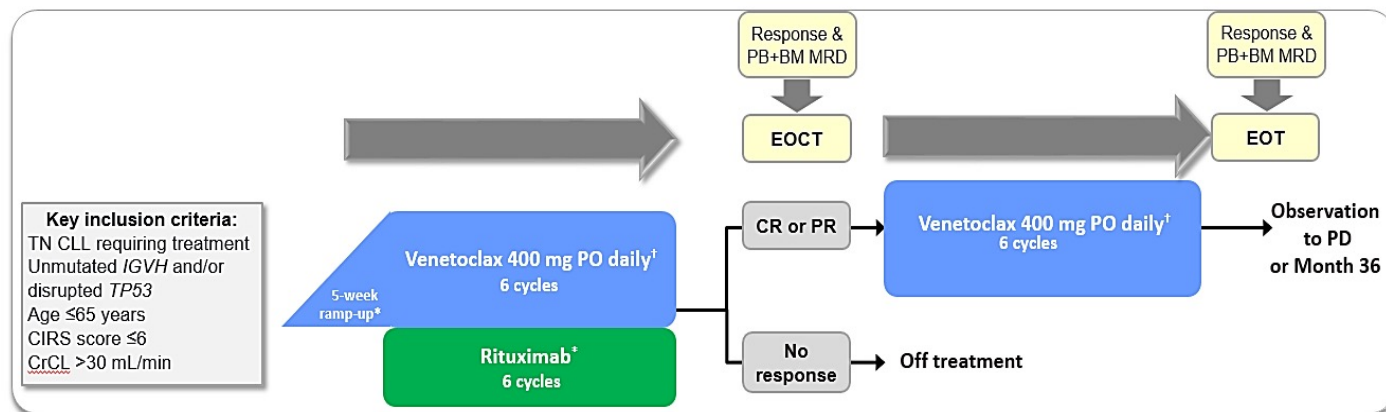 Response &
PB+BM MRD
Response &
PB+BM MRD
EOCT
EOT
Key inclusion criteria:
TN CLL requiring treatment
Unmutated IGVH and/or
disrupted TP53
Age ≤65 years
CIRS score ≤6
CrCL >30 mL/min
5-week
ramp-up*
Venetoclax 400 mg PO daily†
6 cycles
Rituximab*
6 cycles
CR or PR
No
response
Off treatment
Venetoclax 400 mg PO daily†
6 cycles
Observation
to PD
or Month 36